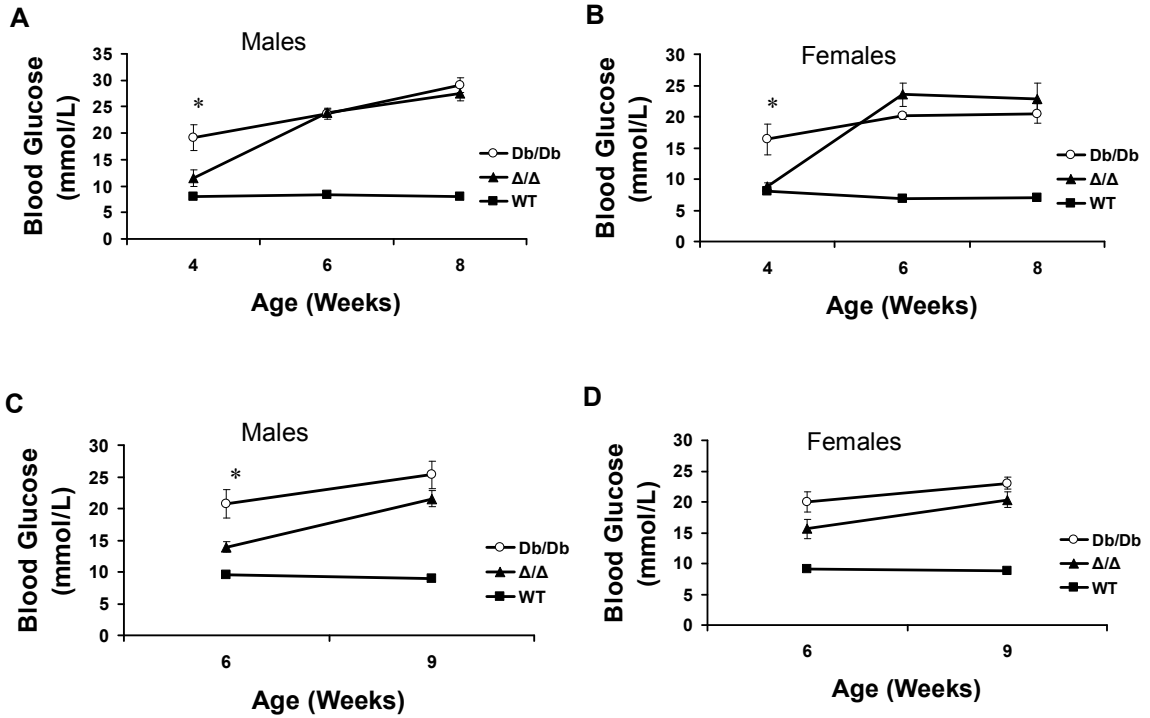 A
Males
Blood Glucose
(mmol/L)
35
30
25
20
15
10
5
0
*
4
6
8
Age (Weeks)
Db/Db
Δ/Δ
WT
B
Females
Blood Glucose
(mmol/L)
30
25
20
15
10
5
0
*
4
6
8
Age (Weeks)
Db/Db
Δ/Δ
WT
C
Males
Blood Glucose
(mmol/L)
30
25
20
15
10
5
0
*
6
9
Age (Weeks)
Db/Db
Δ/Δ
WT
D
Females
Blood Glucose
(mmol/L)
30
25
20
15
10
5
0
6
9
Age (Weeks)
Db/Db
Δ/Δ
WT